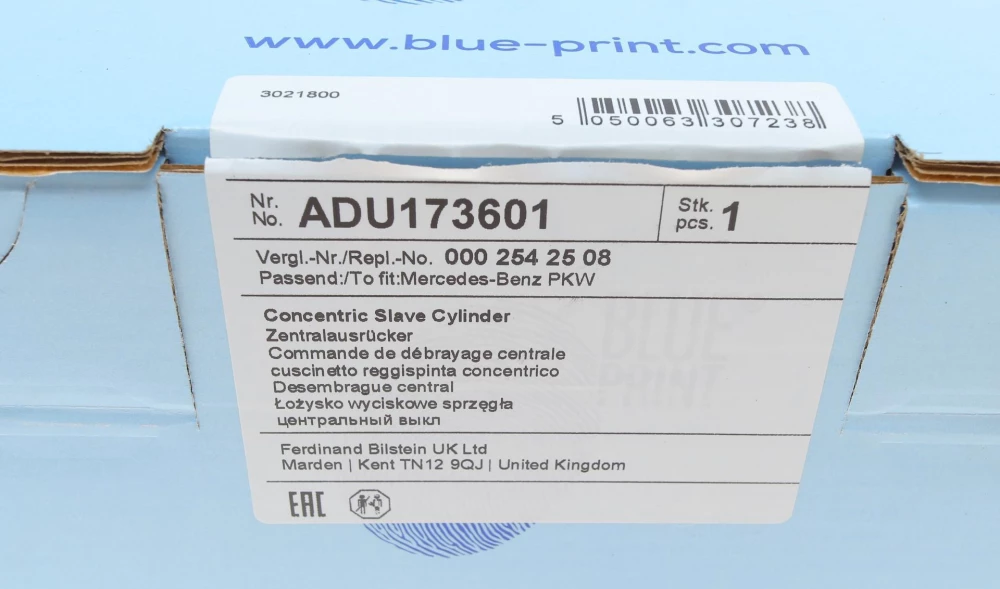 www.blue-print.com
3021800
5 050063 307238
Nr. No. ADU173601 Stk. pcs. 1
Vergl.-Nr./Repl.-No. 000 254 25 08
Passend:/To fit:Mercedes-Benz PKW
Concentric Slave Cylinder
Zentralausrücker
Commande de débrayage centrale
cuscinetto reggispinta concentrico
Desembrague central
Łożysko wyciskowe sprzęgła
центральный выкл
BLUE
PRINT
Ferdinand Bilstein UK Ltd
Marden | Kent TN12 9QJ | United Kingdom
EAC